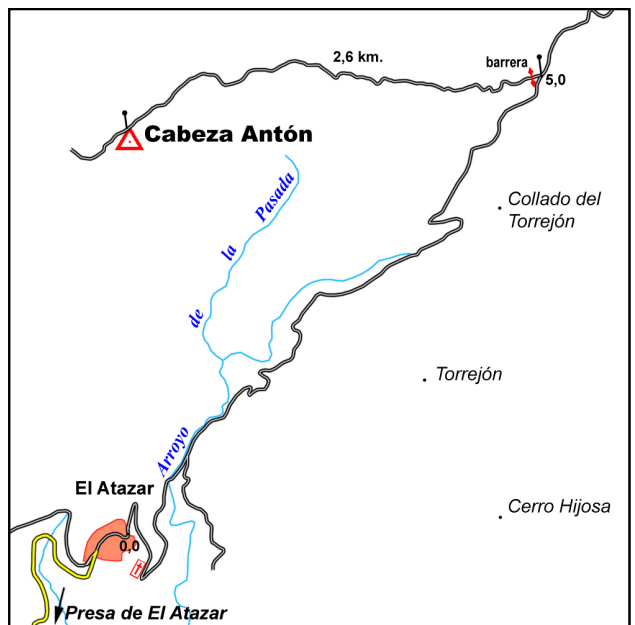 2,6 km.
barrera
5,0
Cabeza Antón
Collado del
Torrejón
Arroyo de la Pasada
Torrejón
El Atazar
0,0
Cerro Hijosa
Presa de El Atazar